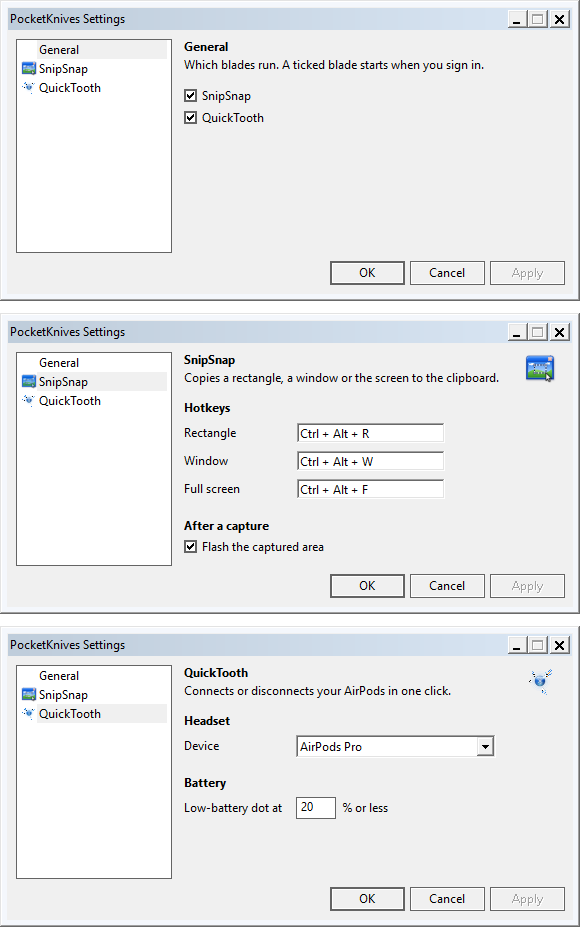 PocketKnives Settings
General
SnipSnap
QuickTooth
General
Which blades run. A ticked blade starts when you sign in.
SnipSnap
QuickTooth
OK Cancel Apply
PocketKnives Settings
General
SnipSnap
QuickTooth
SnipSnap
Copies a rectangle, a window or the screen to the clipboard.
Hotkeys
Rectangle Ctrl + Alt + R
Window Ctrl + Alt + W
Full screen Ctrl + Alt + F
After a capture
Flash the captured area
OK Cancel Apply
PocketKnives Settings
General
SnipSnap
QuickTooth
QuickTooth
Connects or disconnects your AirPods in one click.
Headset
Device AirPods Pro
Battery
Low-battery dot at 20 % or less
OK Cancel Apply